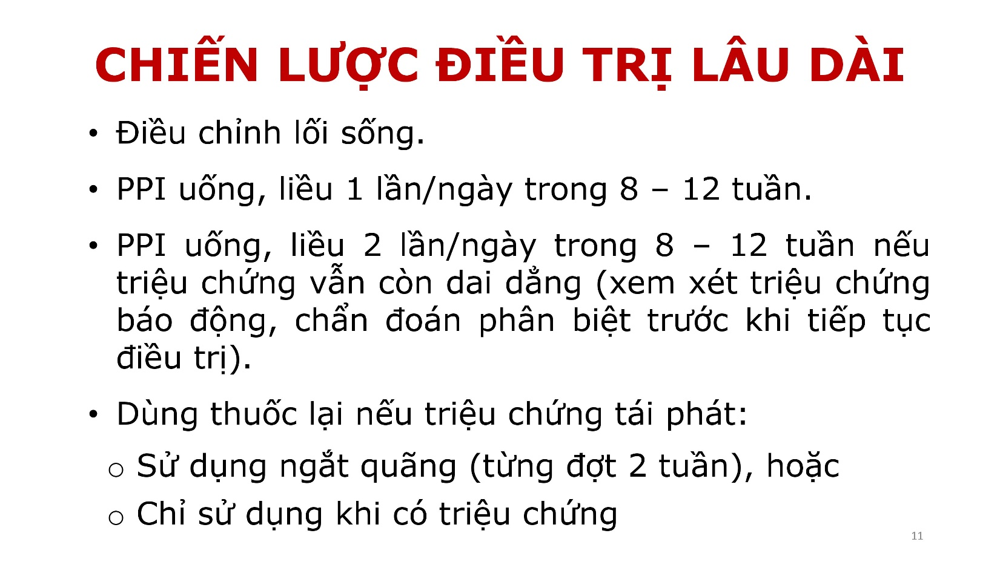 CHIẾN LƯỢC ĐIỀU TRỊ LÂU DÀI
• Điều chỉnh lối sống.
• PPI uống, liều 1 lần/ngày trong 8 – 12 tuần.
• PPI uống, liều 2 lần/ngày trong 8 – 12 tuần nếu
triệu chứng vẫn còn dai dẳng (xem xét triệu chứng
báo động, chẩn đoán phân biệt trước khi tiếp tục
điều trị).
• Dùng thuốc lại nếu triệu chứng tái phát:
o Sử dụng ngắt quãng (từng đợt 2 tuần), hoặc
o Chỉ sử dụng khi có triệu chứng
11